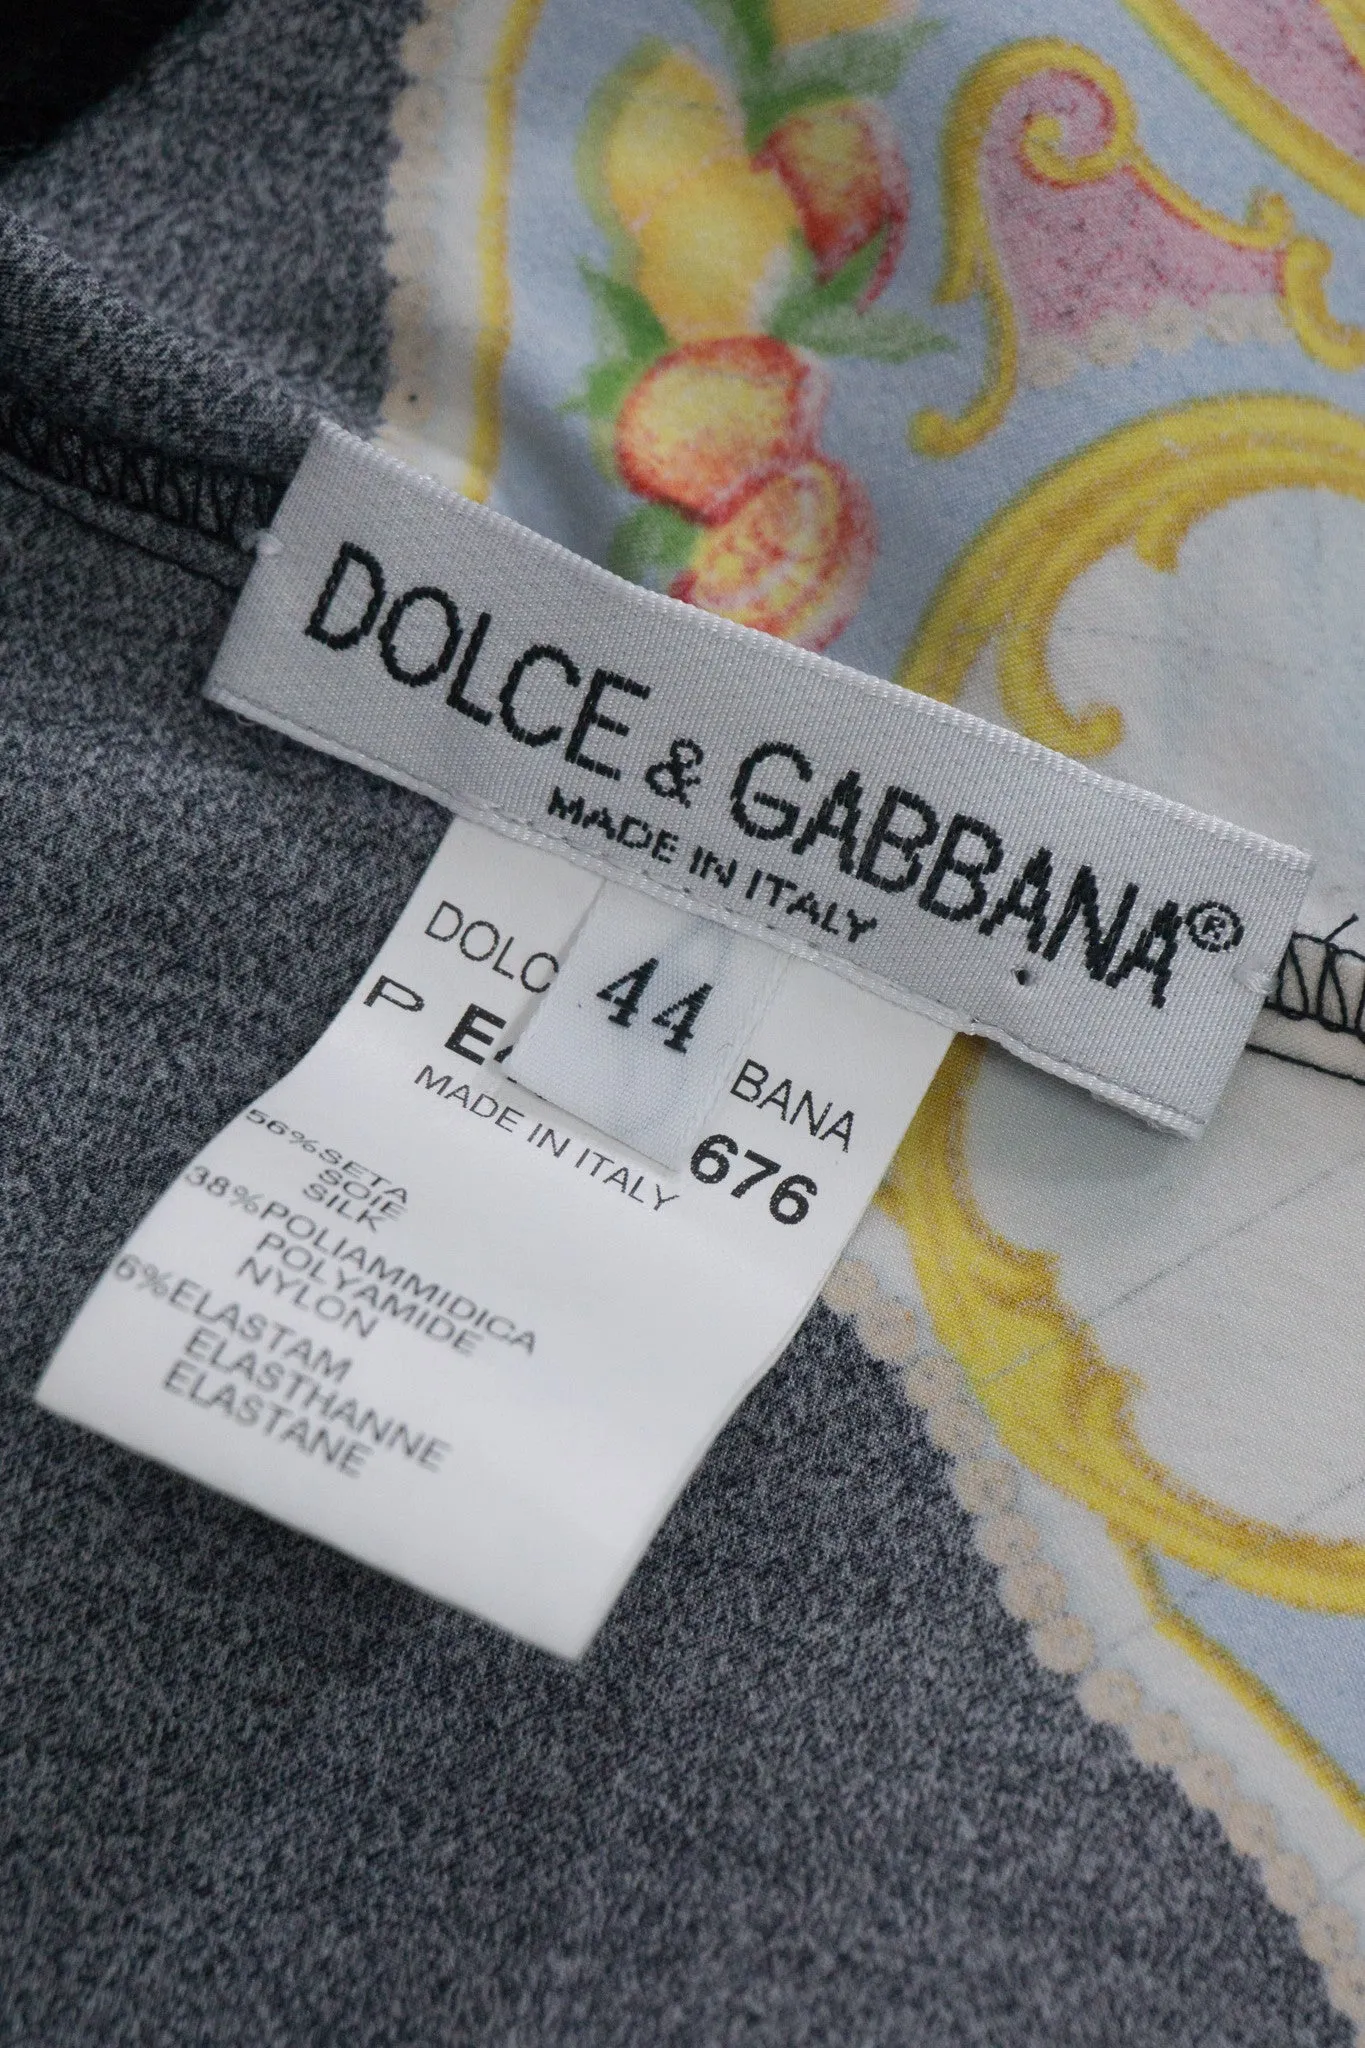 DOLCE & GABBANA®
MADE IN ITALY
44
DOLC BANA
P E 676
MADE IN ITALY
56%SETA
SOIE
SILK
38%POLIAMMIDICA
POLYAMIDE
NYLON
6%ELASTAM
ELASTHANNE
ELASTANE